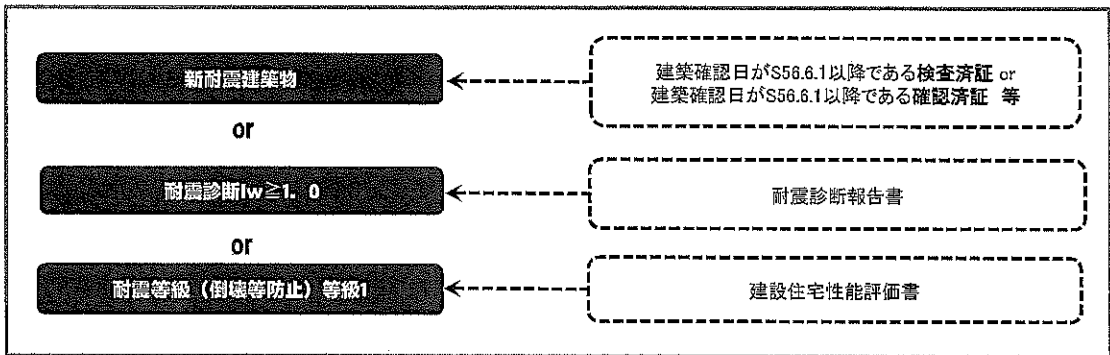 新耐震建築物
建築確認日がS56.6.1以降である検査済証 or
建築確認日がS56.6.1以降である確認済証 等
or
耐震診断Iw≧1．0
耐震診断報告書
or
耐震等級（倒壊等防止）等級1
建設住宅性能評価書